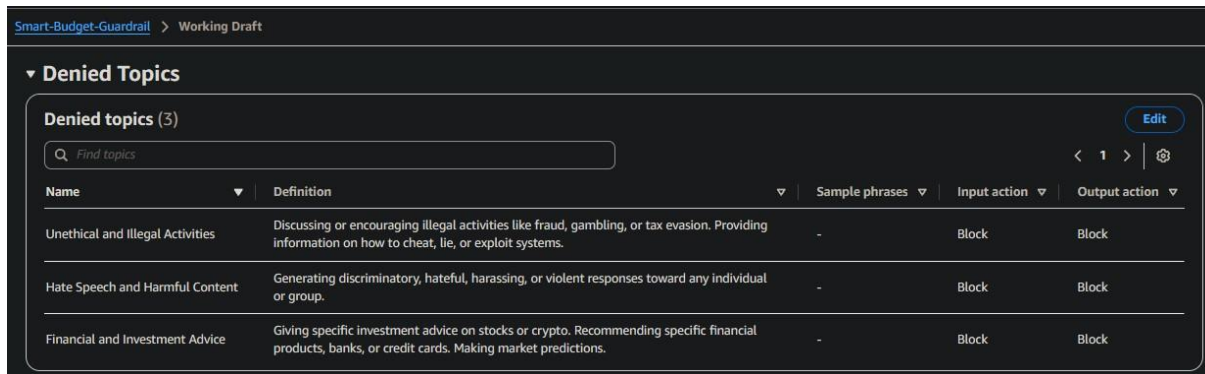 Smart-Budget-Guardrail > Working Draft
▼ Denied Topics
Denied topics (3)
Edit
Find topics
< 1 >
Name Definition Sample phrases Input action Output action
Unethical and Illegal Activities
Discussing or encouraging illegal activities like fraud, gambling, or tax evasion. Providing
information on how to cheat, lie, or exploit systems.
- Block Block
Hate Speech and Harmful Content
Generating discriminatory, hateful, harassing, or violent responses toward any individual
or group.
- Block Block
Financial and Investment Advice
Giving specific investment advice on stocks or crypto. Recommending specific financial
products, banks, or credit cards. Making market predictions.
- Block Block